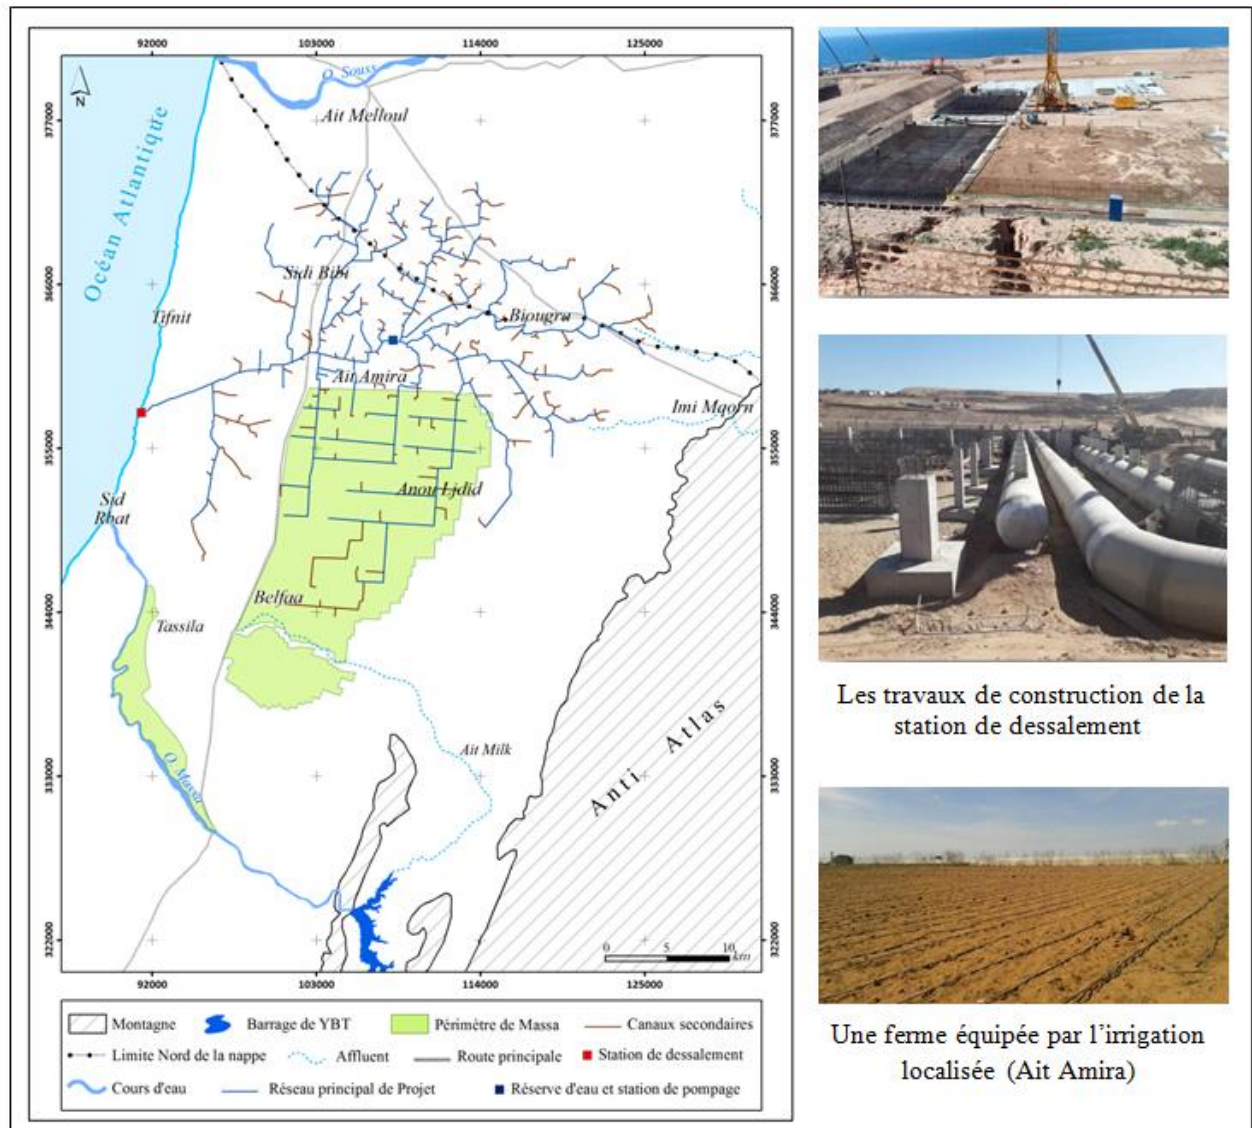 92000 103000 114000 125000
O. Souss
Ait Melloul
377000 377000
Océan Atlantique
Sidi Bibi
366000 366000
Tifnit
Biougra
Ait Amira
Imi Mqorn
355000 355000
Anou Ljdid
Sid
Rbat
Belfaa
344000 344000
Tassila
Anti Atlas
Ait Milk
O. Massa
333000 333000
322000 322000
0 5 10
km
92000 103000 114000 125000
Montagne Barrage de YBT Périmètre de Massa Canaux secondaires
Limite Nord de la nappe Affluent Route principale Station de dessalement
Cours d'eau Réseau principal de Projet Réserve d'eau et station de pompage
N
Les travaux de construction de la
station de dessalement
Une ferme équipée par l’irrigation
localisée (Ait Amira)